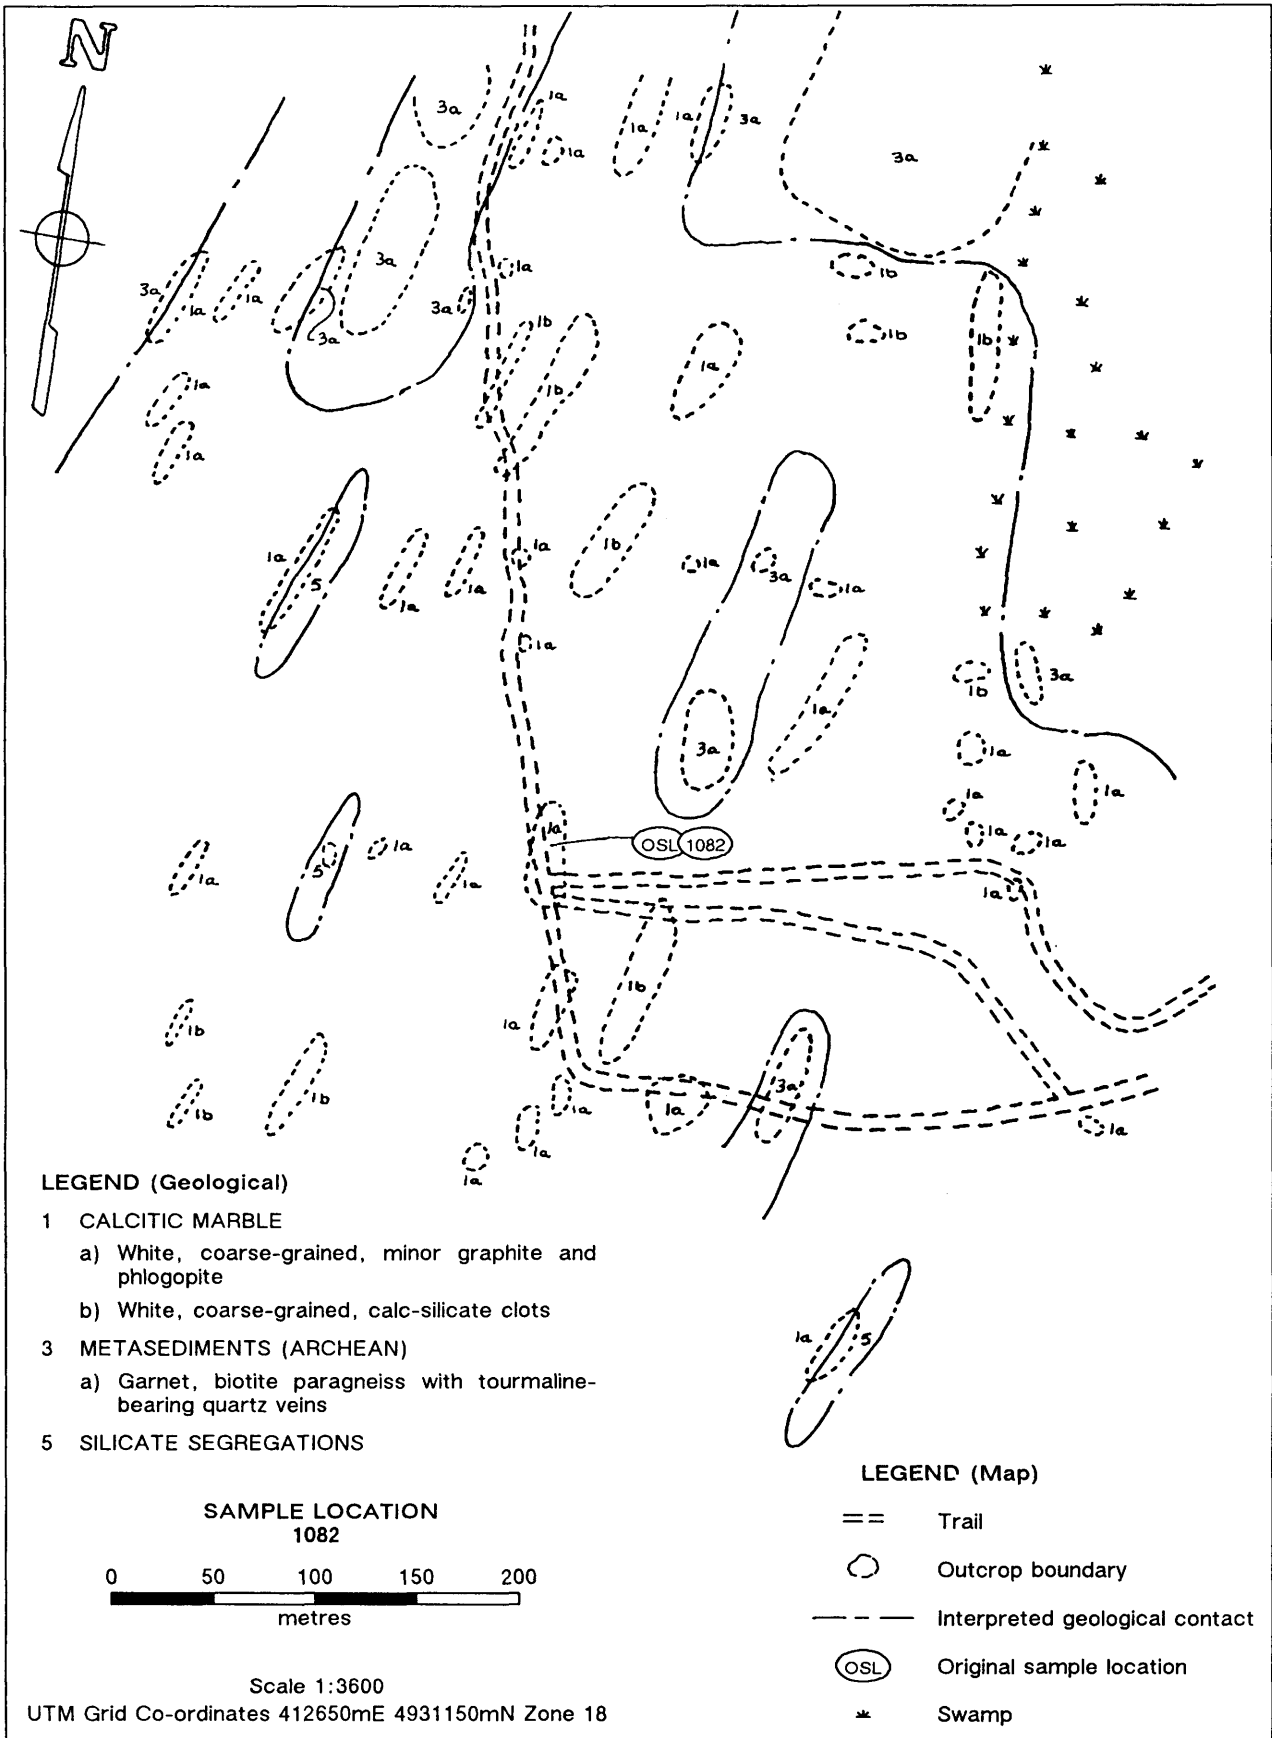 N
3a
1a
1a
1a
1a
3a
3a
3a
1a
1a
3a
3a
3a
1a
1b
1b
1b
1b
1b
1a
1a
1a
1a
5
1a
1a
1a
1b
1a
3a
1a
1a
1a
3a
1b
3a
1a
1a
1a
1a
1a
1a
1a
OSL 1082
1a
5
1a
1a
1b
1a
1b
1b
1b
3a
1a
1a
1a
1a
1a
1a
5
LEGEND (Geological)
1 CALCITIC MARBLE
a) White, coarse-grained, minor graphite and
phlogopite
b) White, coarse-grained, calc-silicate clots
3 METASEDIMENTS (ARCHEAN)
a) Garnet, biotite paragneiss with tourmaline-
bearing quartz veins
5 SILICATE SEGREGATIONS
SAMPLE LOCATION
1082
0 50 100 150 200
metres
Scale 1:3600
UTM Grid Co-ordinates 412650mE 4931150mN Zone 18
LEGEND (Map)
Trail
Outcrop boundary
Interpreted geological contact
OSL Original sample location
Swamp